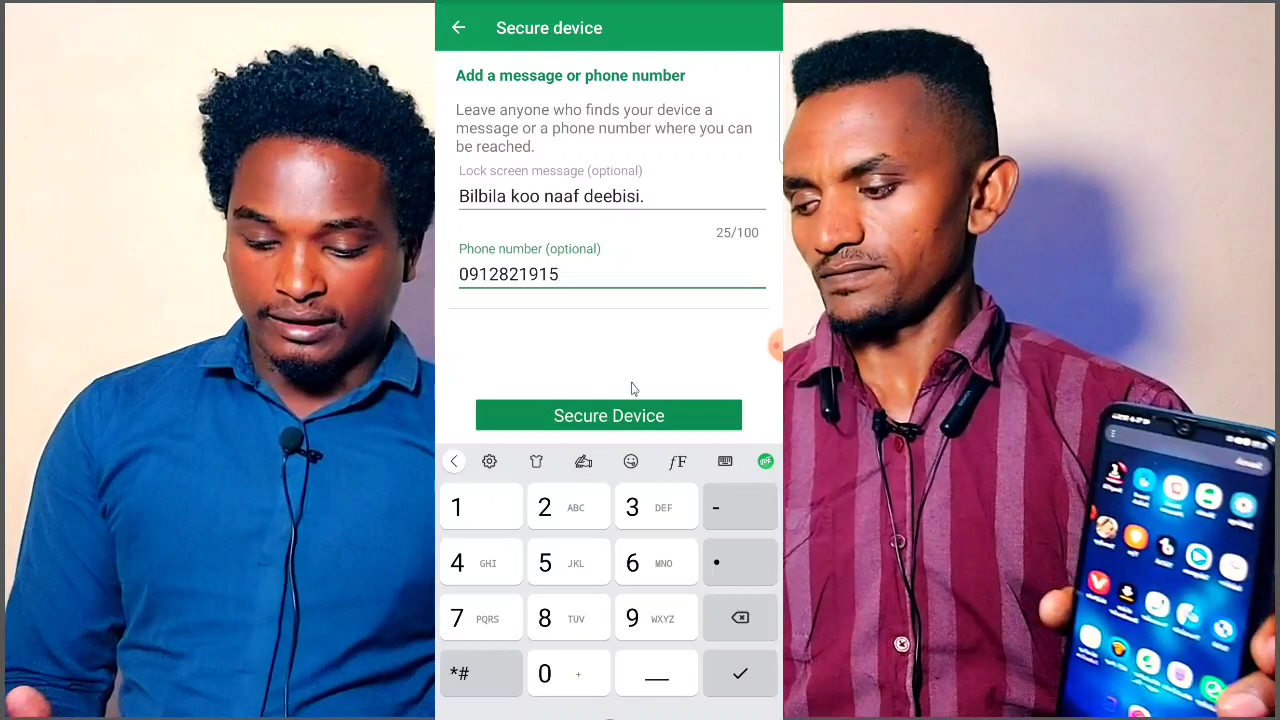 Secure device
Add a message or phone number
Leave anyone who finds your device a
message or a phone number where you can
be reached.
Lock screen message (optional)
Bilbila koo naaf deebisi.
25/100
Phone number (optional)
0912821915
Secure Device
fF
GIF
1
2 ABC
3 DEF
-
4 GHI
5 JKL
6 MNO
•
7 PQRS
8 TUV
9 WXYZ
*#
0 +